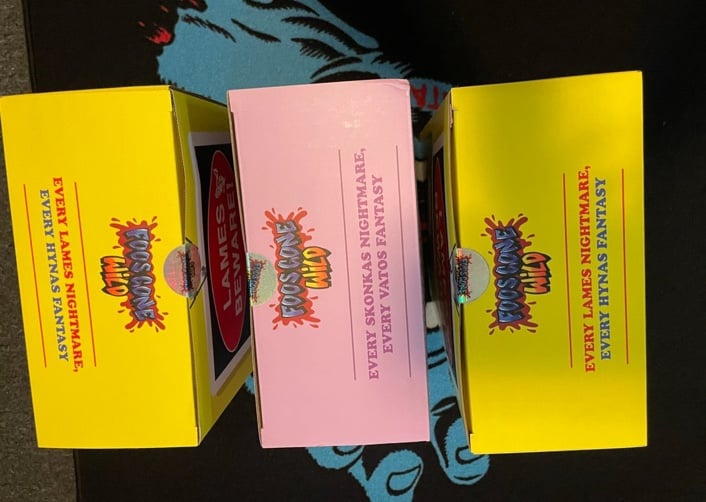 FOOS GONE
WILD
EVERY LAMES NIGHTMARE,
EVERY HYNAS FANTASY
LAMES
BEWARE!
FOOS GONE
WILD
EVERY SKONKAS NIGHTMARE,
EVERY VATOS FANTASY
FOOS GONE
WILD
EVERY LAMES NIGHTMARE,
EVERY HYNAS FANTASY